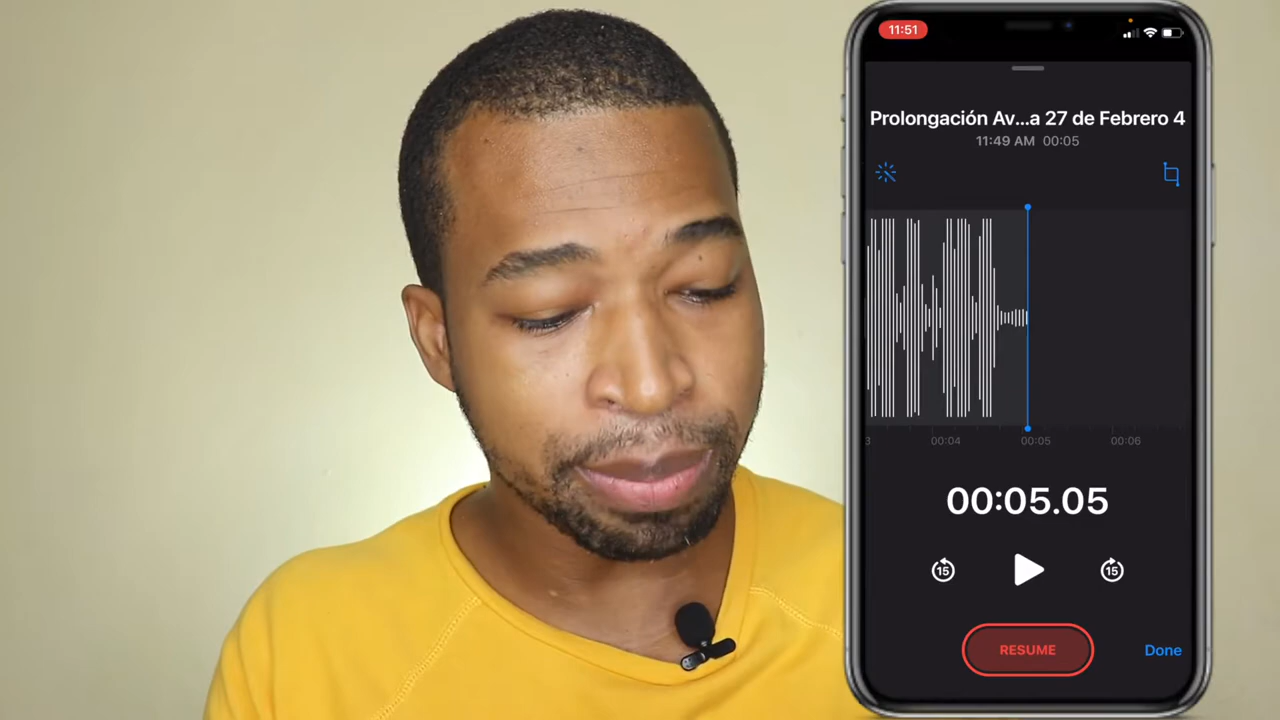 11:51
Prolongación Av...a 27 de Febrero 4
11:49 AM 00:05
3 00:04 00:05 00:06
00:05.05
15 15
RESUME
Done